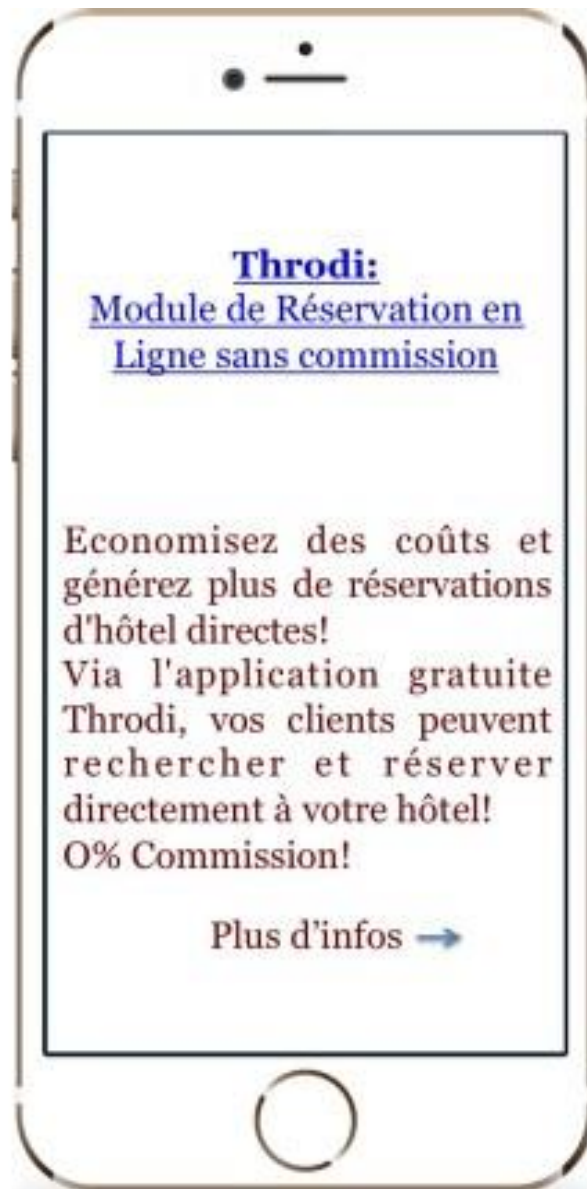 Throdi:
Module de Réservation en
Ligne sans commission
Economisez des coûts et
générez plus de réservations
d'hôtel directes!
Via l'application gratuite
Throdi, vos clients peuvent
rechercher et réserver
directement à votre hôtel!
O% Commission!
Plus d’infos →